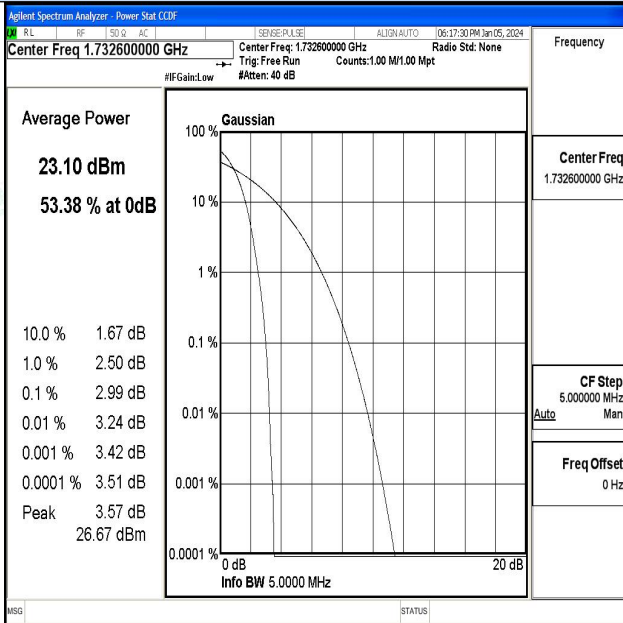 Agilent Spectrum Analyzer - Power Stat CCDF
LXI RL RF 50 Ω AC SENSE:PULSE ALIGN AUTO 06:17:30 PM Jan 05, 2024
Center Freq 1.732600000 GHz
Center Freq: 1.732600000 GHz Radio Std: None
Trig: Free Run Counts:1.00 M/1.00 Mpt
#IFGain:Low #Atten: 40 dB
Frequency
Average Power
23.10 dBm
53.38 % at 0dB
10.0 % 1.67 dB
1.0 % 2.50 dB
0.1 % 2.99 dB
0.01 % 3.24 dB
0.001 % 3.42 dB
0.0001 % 3.51 dB
Peak 3.57 dB
26.67 dBm
Gaussian
100 %
10 %
1 %
0.1 %
0.01 %
0.001 %
0.0001 %
0 dB 20 dB
Info BW 5.0000 MHz
Center Freq
1.732600000 GHz
CF Step
5.000000 MHz
Auto Man
Freq Offset
0 Hz
MSG STATUS